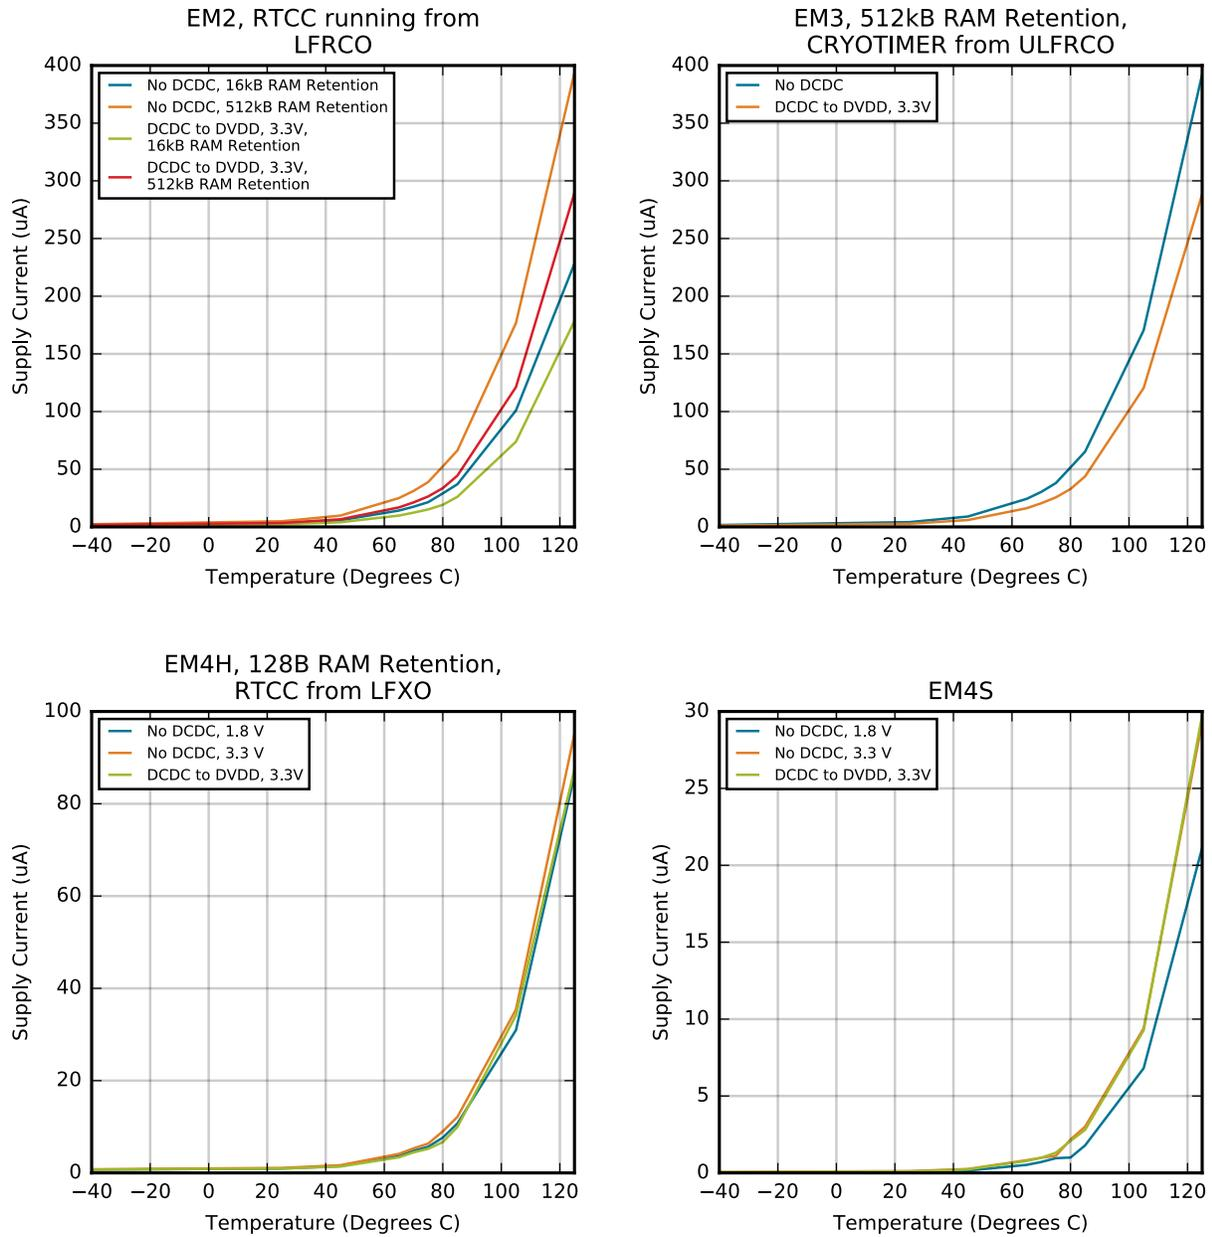 EM2, RTCC running from
LFRCO
400
350
300
250
200
150
100
50
0
Supply Current (uA)
No DCDC, 16kB RAM Retention
No DCDC, 512kB RAM Retention
DCDC to DVDD, 3.3V,
16kB RAM Retention
DCDC to DVDD, 3.3V,
512kB RAM Retention
−40 −20 0 20 40 60 80 100 120
Temperature (Degrees C)
EM3, 512kB RAM Retention,
CRYOTIMER from ULFRCO
400
350
300
250
200
150
100
50
0
Supply Current (uA)
No DCDC
DCDC to DVDD, 3.3V
−40 −20 0 20 40 60 80 100 120
Temperature (Degrees C)
EM4H, 128B RAM Retention,
RTCC from LFXO
100
80
60
40
20
0
Supply Current (uA)
No DCDC, 1.8 V
No DCDC, 3.3 V
DCDC to DVDD, 3.3V
−40 −20 0 20 40 60 80 100 120
Temperature (Degrees C)
EM4S
30
25
20
15
10
5
0
Supply Current (uA)
No DCDC, 1.8 V
No DCDC, 3.3 V
DCDC to DVDD, 3.3V
−40 −20 0 20 40 60 80 100 120
Temperature (Degrees C)